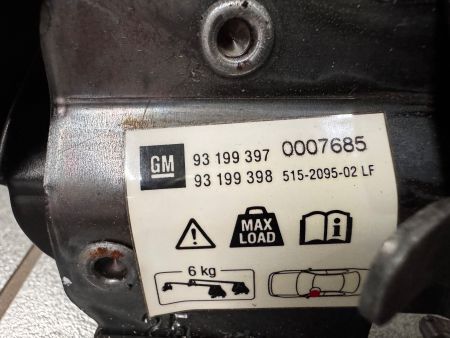 GM 93 199 397 0007685
93 199 398 515-2095-02 LF
MAX
LOAD
6 kg